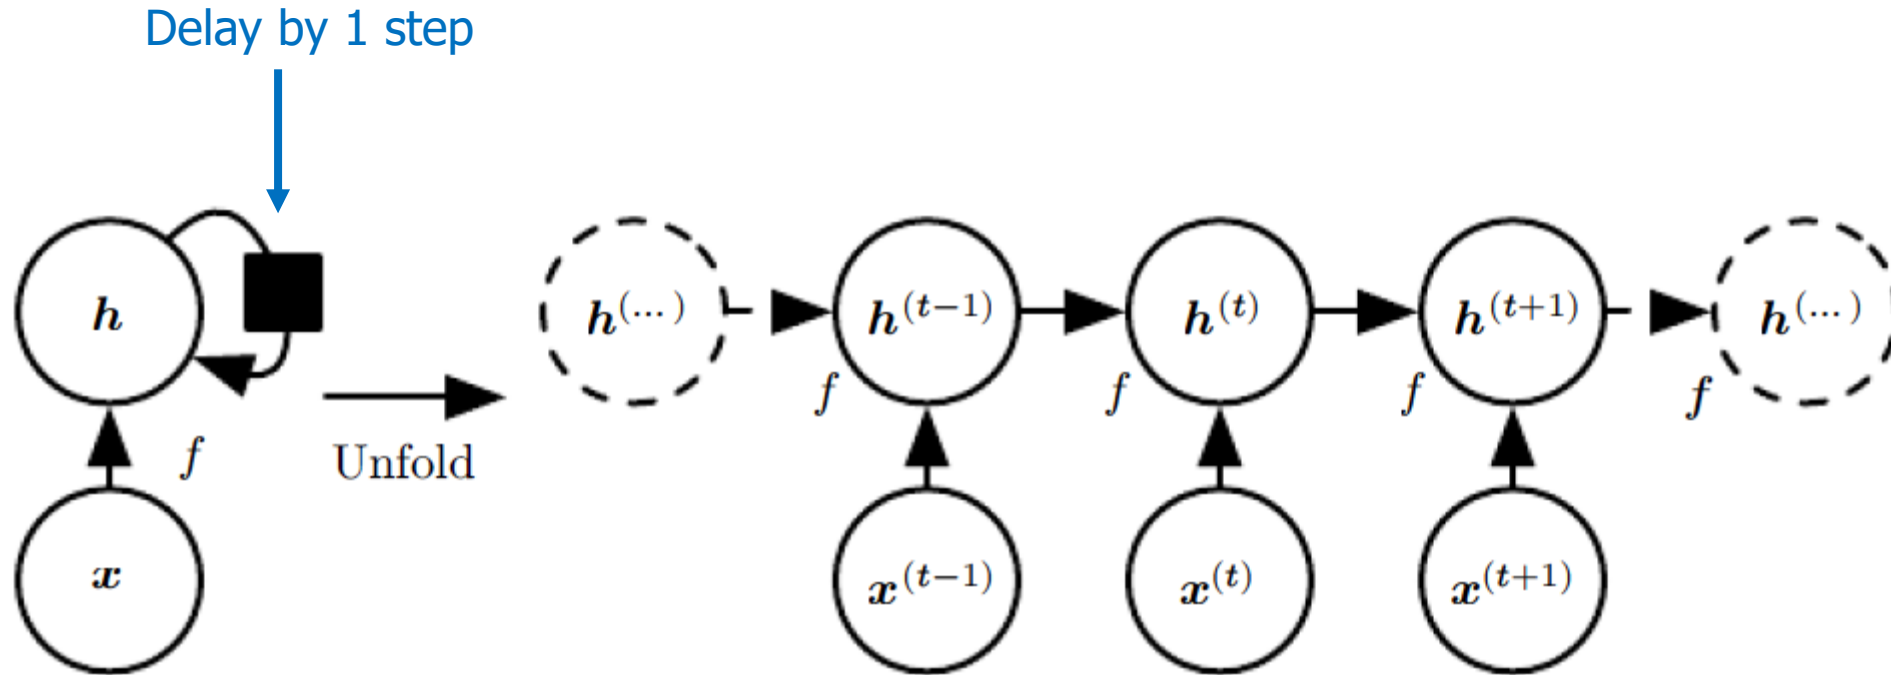 Delay by 1 step
h
f
x
Unfold
h^(...)
h^(t−1)
h^(t)
h^(t+1)
h^(...)
f
f
f
f
x^(t−1)
x^(t)
x^(t+1)